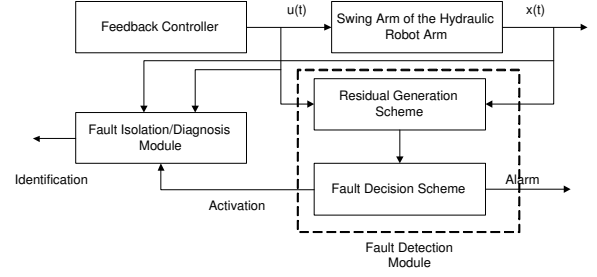 u(t)
x(t)
Feedback Controller
Swing Arm of the Hydraulic
Robot Arm
Residual Generation
Scheme
Fault Isolation/Diagnosis
Module
Identification
Fault Decision Scheme
Alarm
Activation
Fault Detection
Module